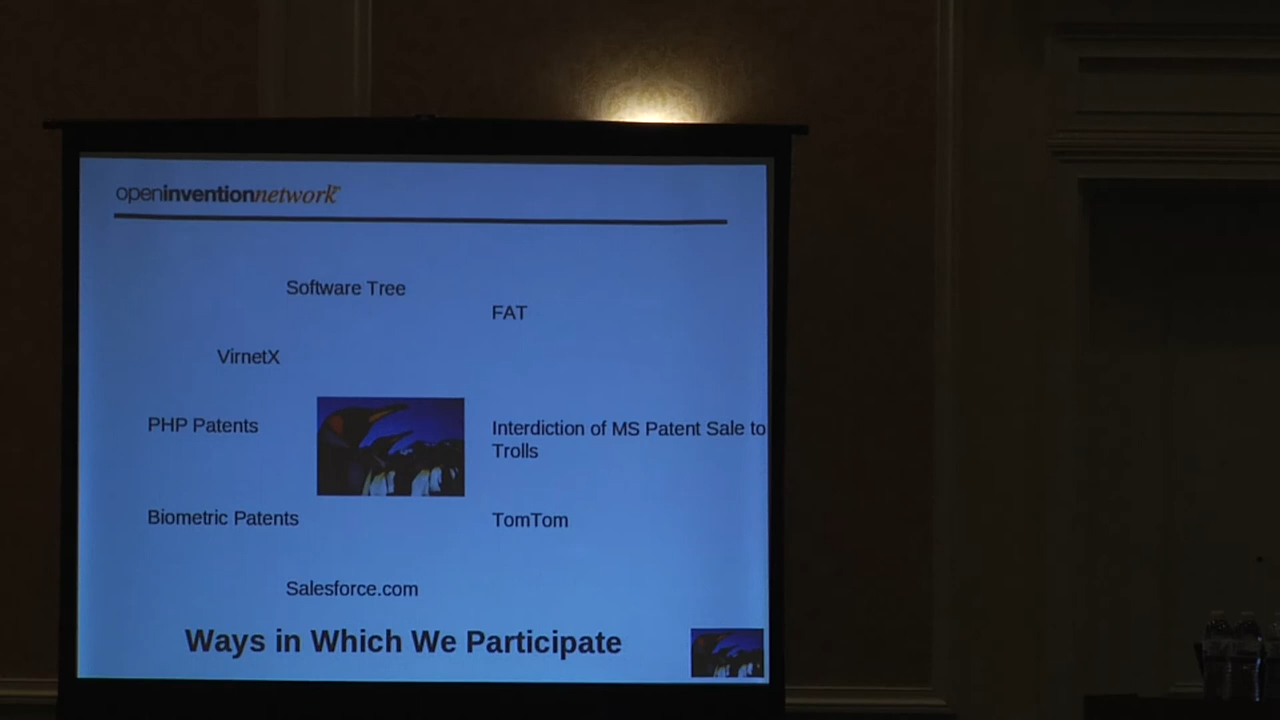 openinventionnetwork
Software Tree
FAT
VirnetX
PHP Patents
Interdiction of MS Patent Sale to
Trolls
Biometric Patents
TomTom
Salesforce.com
Ways in Which We Participate